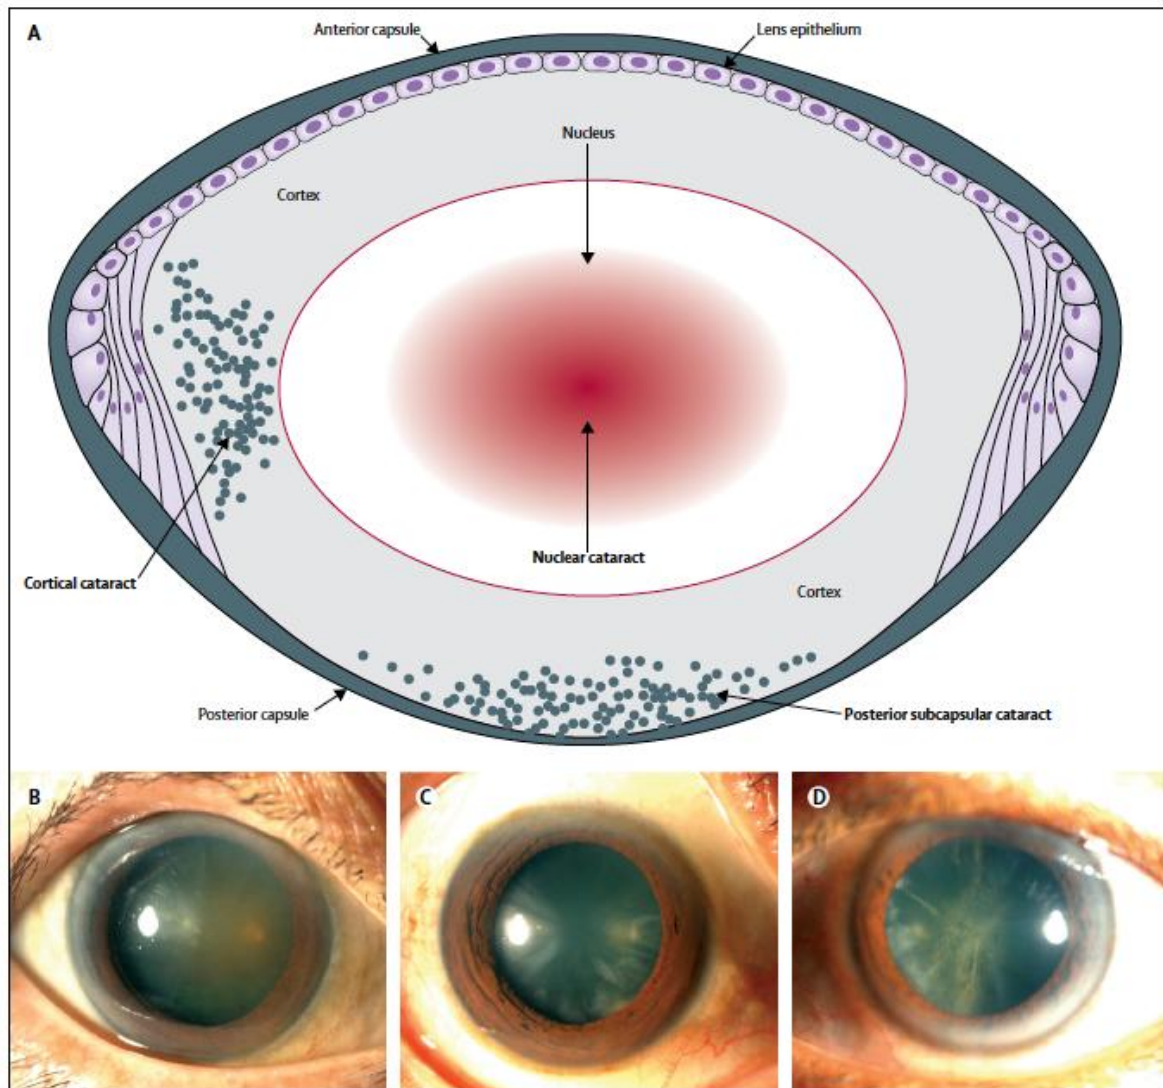 A
Anterior capsule
Lens epithelium
Nucleus
Cortex
Nuclear cataract
Cortical cataract
Cortex
Posterior capsule
Posterior subcapsular cataract
B
C
D